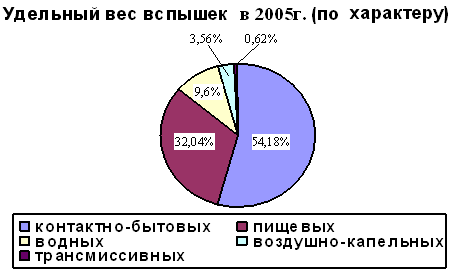 Удельный вес вспышек в 2005г. (по характеру)
3,56% 0,62%
9,6%
32,04% 54,18%
контактно-бытовых пищевых
водных воздушно-капельных
трансмиссивных